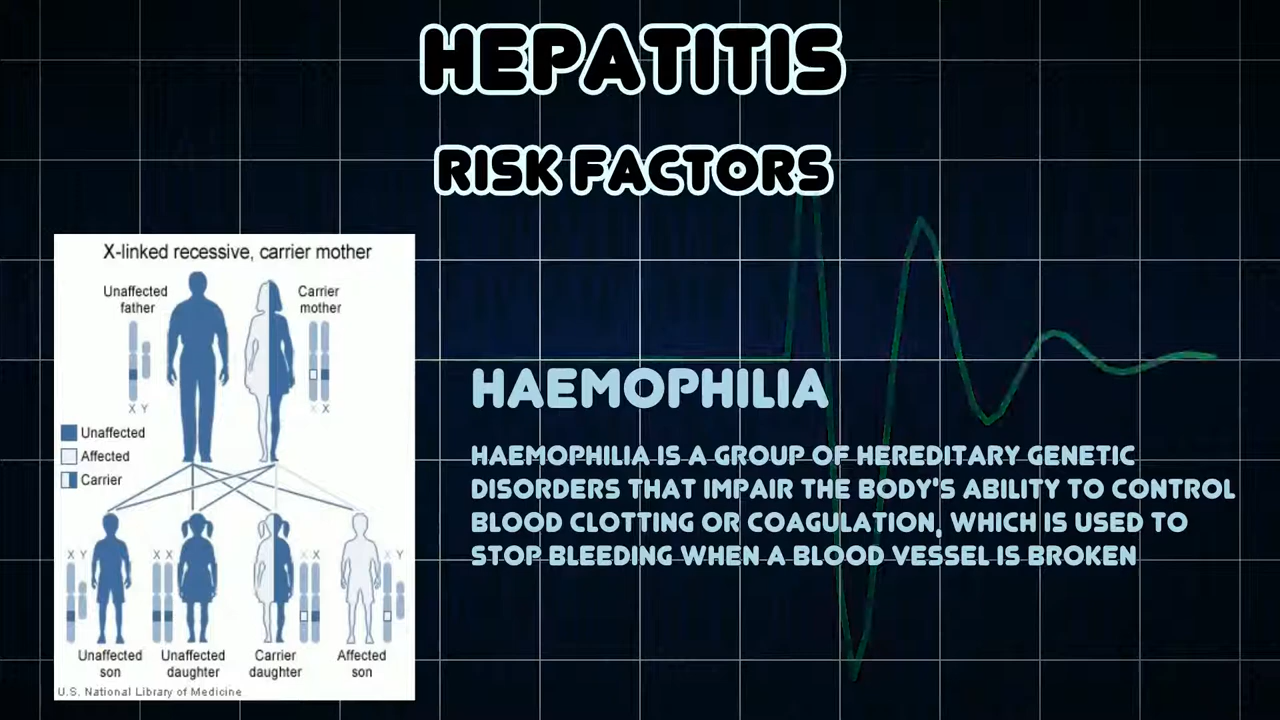 HEPATITIS
RISK FACTORS
X-linked recessive, carrier mother
Unaffected
father
Carrier
mother
X Y
X X
Unaffected
Affected
Carrier
X Y
X X
X X
X Y
Unaffected
son
Unaffected
daughter
Carrier
daughter
Affected
son
U.S. National Library of Medicine
HAEMOPHILIA
HAEMOPHILIA IS A GROUP OF HEREDITARY GENETIC
DISORDERS THAT IMPAIR THE BODY'S ABILITY TO CONTROL
BLOOD CLOTTING OR COAGULATION, WHICH IS USED TO
STOP BLEEDING WHEN A BLOOD VESSEL IS BROKEN